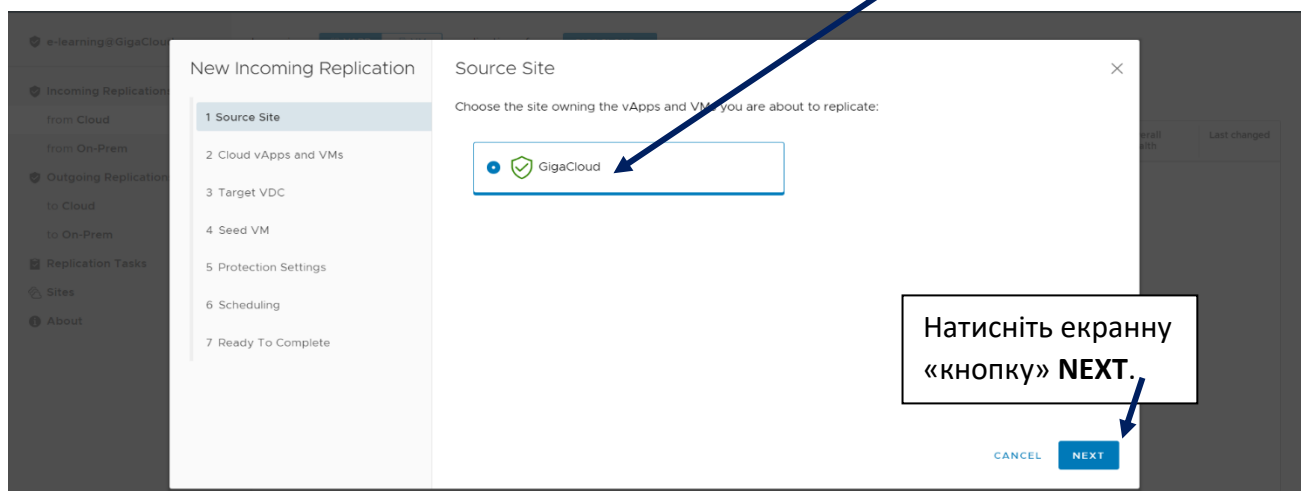 e-learning@GigaCloud
Incoming Replications
from Cloud
from On-Prem
Outgoing Replication
to Cloud
to On-Prem
Replication Tasks
Sites
About
New Incoming Replication
1 Source Site
2 Cloud vApps and VMs
3 Target VDC
4 Seed VM
5 Protection Settings
6 Scheduling
7 Ready To Complete
Source Site
Choose the site owning the vApps and VMs you are about to replicate:
GigaCloud
Last changed
Натисніть екранну
«кнопку» NEXT.
CANCEL NEXT